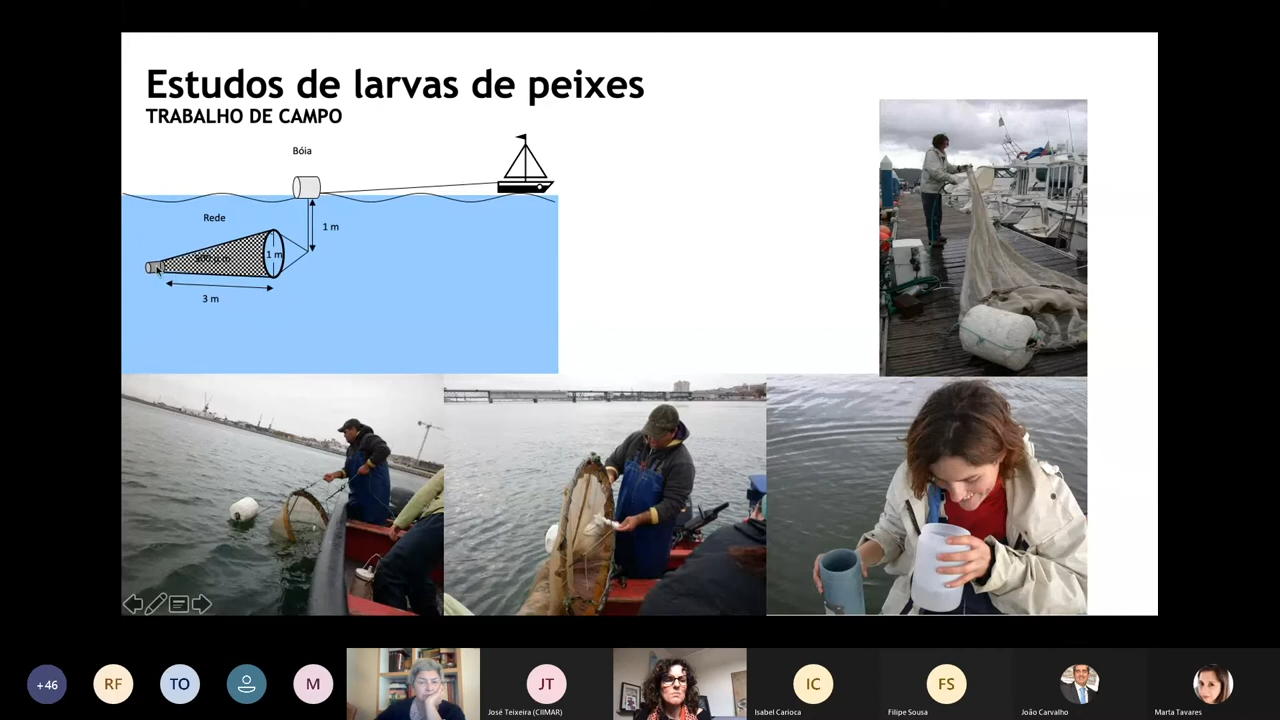 Estudos de larvas de peixes
TRABALHO DE CAMPO
Bóia
Rede
1 m
1 m
3 m
+46
RF
TO
M
JT
José Teixeira (CIIMAR)
IC
Isabel Carioca
FS
Filipe Sousa
João Carvalho
Marta Tavares